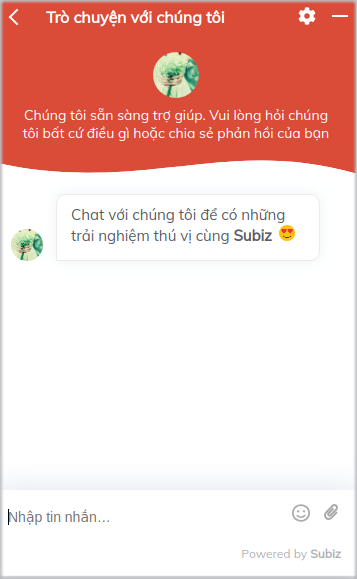 Trò chuyện với chúng tôi
Chúng tôi sẵn sàng trợ giúp. Vui lòng hỏi chúng
tôi bất cứ điều gì hoặc chia sẻ phản hồi của bạn
Chat với chúng tôi để có những
trải nghiệm thú vị cùng Subiz 😍
Nhập tin nhắn...
Powered by Subiz